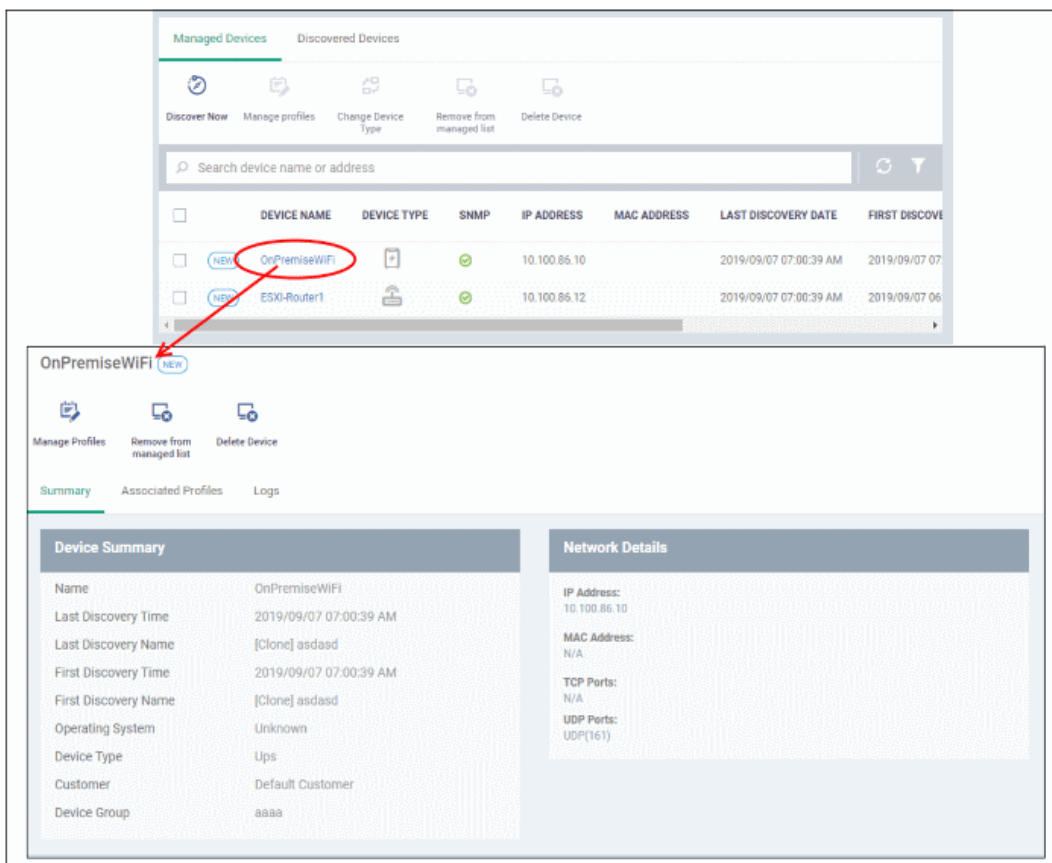 Managed Devices Discovered Devices
Discover Now Manage profiles Change Device Type Remove from managed list Delete Device
Search device name or address
DEVICE NAME DEVICE TYPE SNMP IP ADDRESS MAC ADDRESS LAST DISCOVERY DATE FIRST DISCOVE
NEW OnPremiseWiFi 10.100.86.10 2019/09/07 07:00:39 AM 2019/09/07 07:
NEW ESXI-Router1 10.100.86.12 2019/09/07 07:00:39 AM 2019/09/07 06
OnPremiseWiFi NEW
Manage Profiles Remove from managed list Delete Device
Summary Associated Profiles Logs
Device Summary
Name OnPremiseWiFi
Last Discovery Time 2019/09/07 07:00:39 AM
Last Discovery Name [Clone] asdasd
First Discovery Time 2019/09/07 07:00:39 AM
First Discovery Name [Clone] asdasd
Operating System Unknown
Device Type Ups
Customer Default Customer
Device Group aaaa
Network Details
IP Address:
10.100.86.10
MAC Address:
N/A
TCP Ports:
N/A
UDP Ports:
UDP(161)